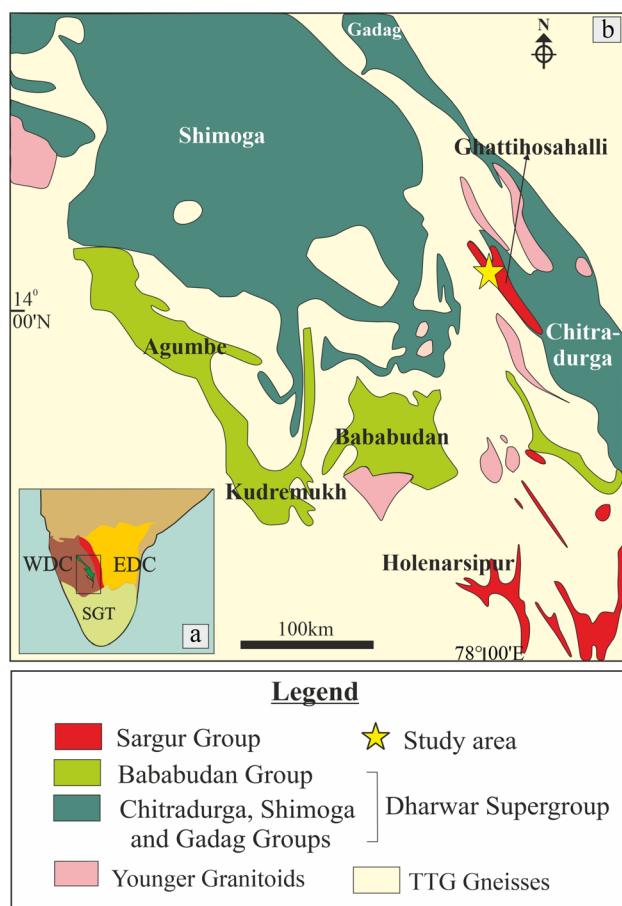 b
Gadag
N
Shimoga
Ghattihosahalli
14°
00'N
Agumbe
Chitra-
durga
Bababudan
Kudremukh
WDC
EDC
SGT
a
Holenarsipur
100km
78°00'E
Legend
Sargur Group
Study area
Bababudan Group
Chitradurga, Shimoga
and Gadag Groups
Dharwar Supergroup
Younger Granitoids
TTG Gneisses